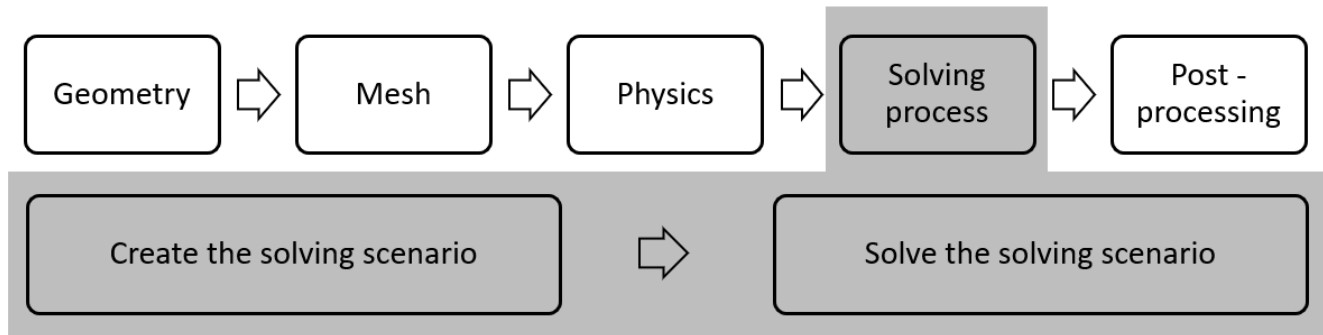 Geometry
Mesh
Physics
Solving
process
Post -
processing
Create the solving scenario
Solve the solving scenario